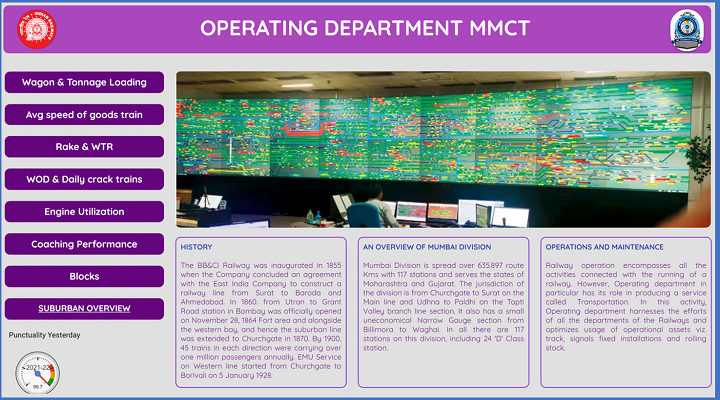 OPERATING DEPARTMENT MMCT
Wagon & Tonnage Loading
Avg speed of goods train
Rake & WTR
WOD & Daily crack trains
Engine Utilization
Coaching Performance
Blocks
SUBURBAN OVERVIEW
Punctuality Yesterday
2021-22
99.7
HISTORY
The BB&CI Railway was inaugurated in 1855
when the Company concluded an agreement
with the East India Company to construct a
railway line from Surat to Baroda and
Ahmedabad. In 1860. from Utran to Grant
Road station in Bombay was officially opened
on November 28, 1864 Fort area and alongside
the western bay, and hence the suburban line
was extended to Churchgate in 1870. By 1900,
45 trains in each direction were carrying over
one million passengers annually. EMU Service
on Western line started from Churchgate to
Borivali on 5 January 1928.
AN OVERVIEW OF MUMBAI DIVISION
Mumbai Division is spread over 635.897 route
Kms with 117 stations and serves the states of
Maharashtra and Gujarat. The jurisdiction of
the division is from Churchgate to Surat on the
Main line and Udhna to Paldhi on the Tapti
Valley branch line section. It also has a small
uneconomical Narrow Gauge section from
Billimora to Waghai. In all there are 117
stations on this division, including 24 'D' Class
station.
OPERATIONS AND MAINTENANCE
Railway operation encompasses all the
activities connected with the running of a
railway. However, Operating department in
particular has its role in producing a service
called Transportation. In this activity,
Operating department harnesses the efforts
of all the departments of the Railways and
optimizes usage of operational assets viz.
track, signals fixed installations and rolling
stock.